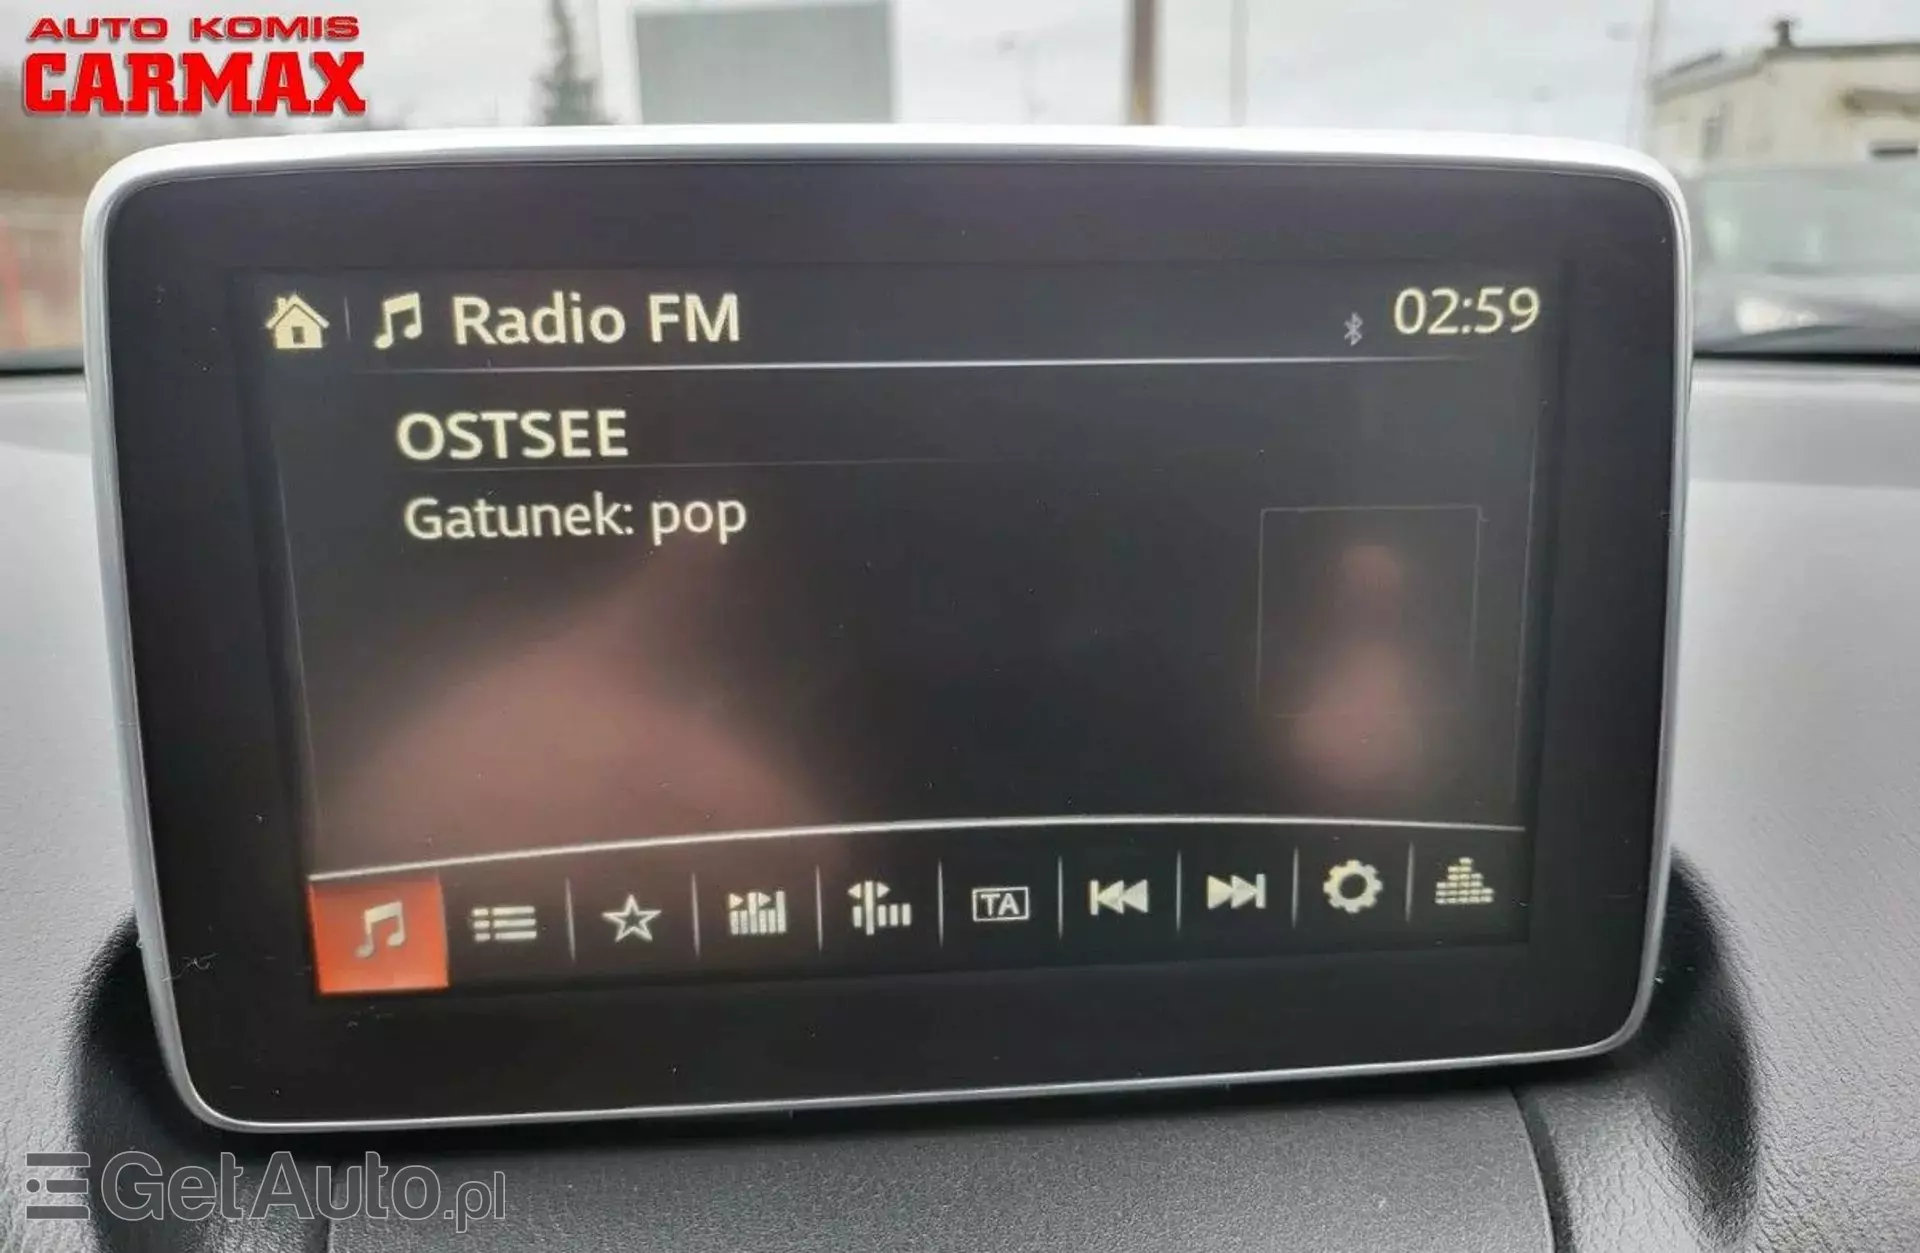 AUTO KOMIS
CARMAX
Radio FM
02:59
OSTSEE
Gatunek: pop
TA
GetAuto.pl